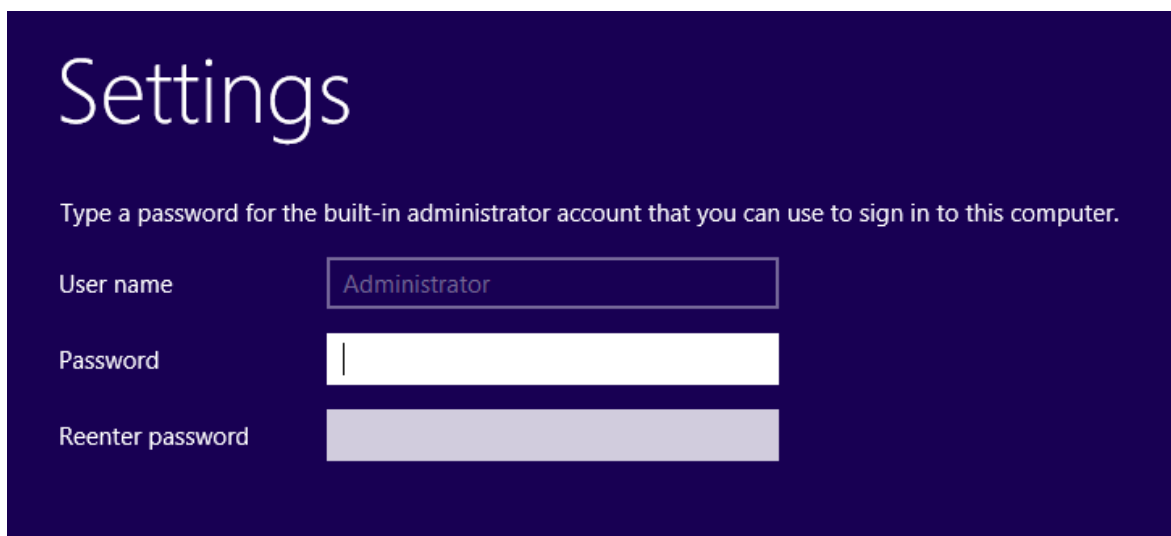 Settings
Type a password for the built-in administrator account that you can use to sign in to this computer.
User name
Administrator
Password
Reenter password